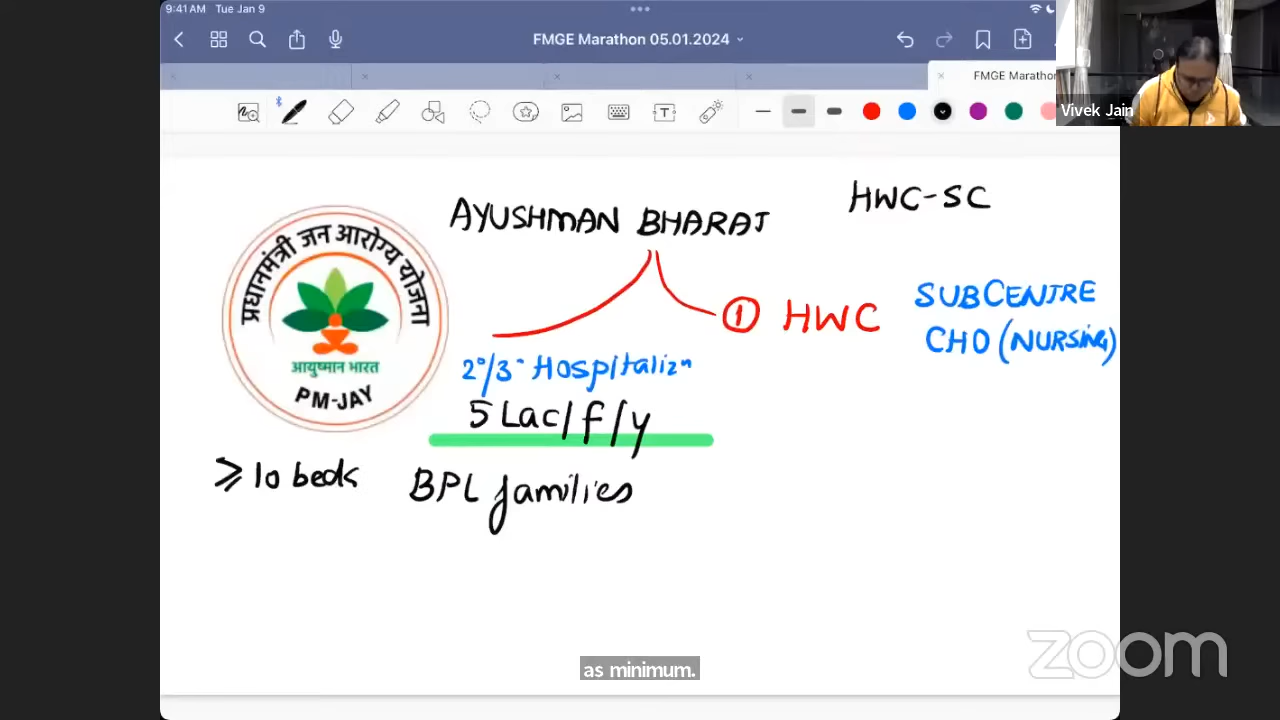 9:41 AM Tue Jan 9
FMGE Marathon 05.01.2024
FMGE Marathon
Vivek Jain
AYUSHMAN BHARAT
HWC-SC
प्रधानमंत्री जन आरोग्य योजना
आयुष्मान भारत
PM-JAY
① HWC
SUBCENTRE
CHO (NURSING)
2°/3° Hospitalizn
5 Lac/f/y
≥ 10 beds
BPL families
as minimum.
zoom